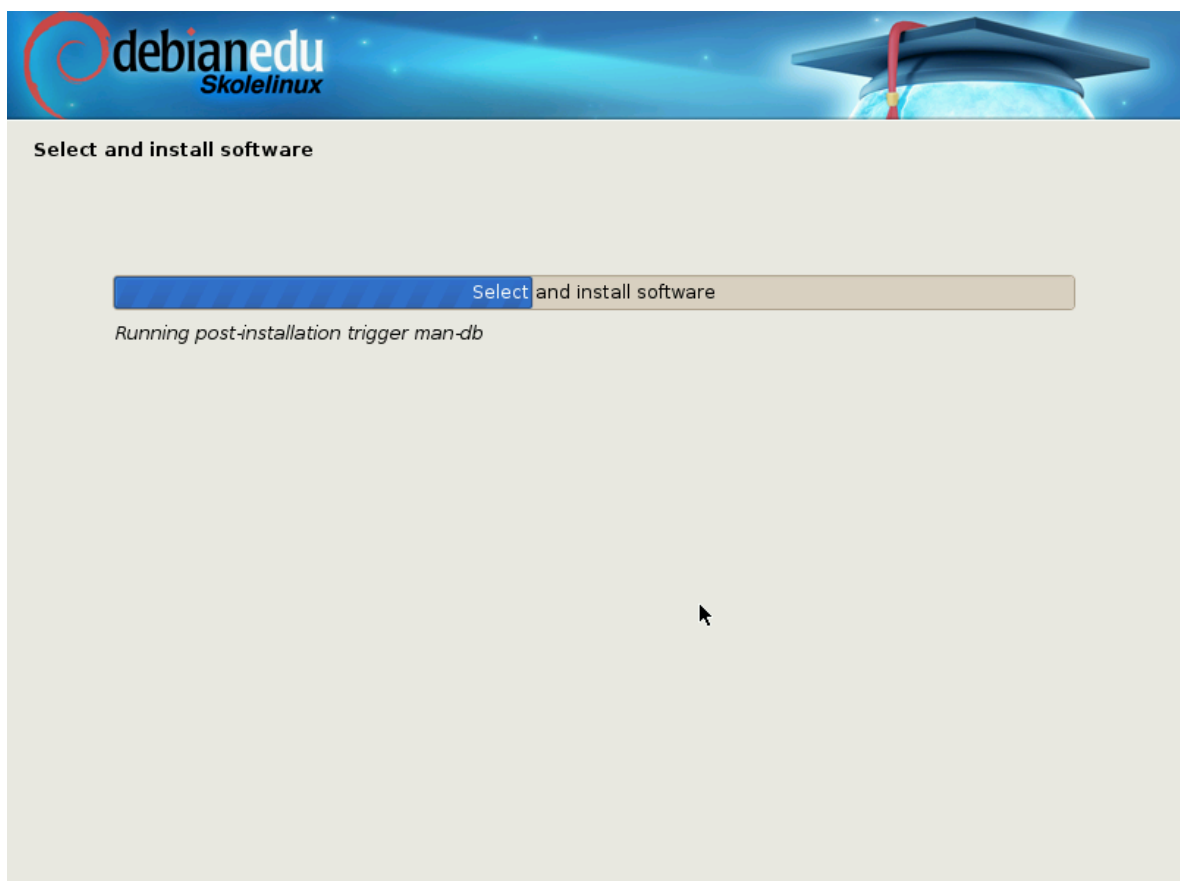 debianedu
Skolelinux
Select and install software
Select and install software
Running post-installation trigger man-db